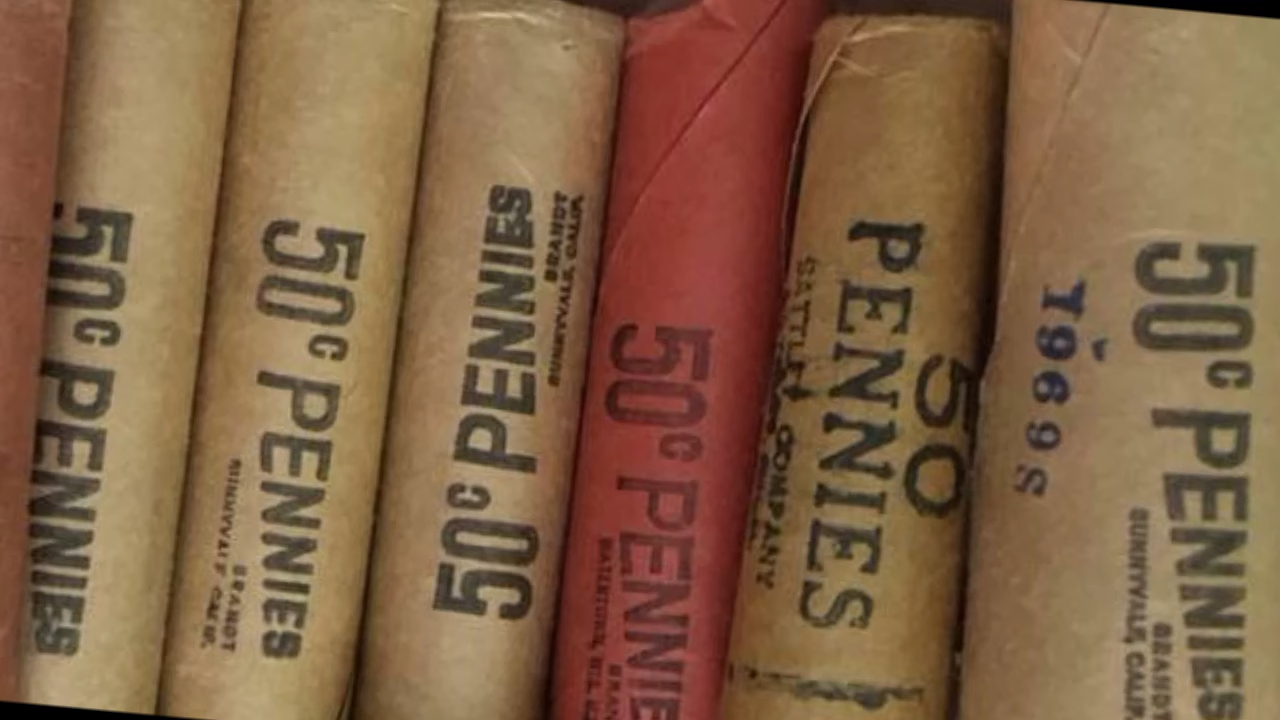 50c PENNIES
50c PENNIES
BRANDT
SUNNYVALE, CALIF.
50c PENNIES
BRANDT
SUNNYVALE, CALIF.
50c PENNIES
50
PENNIES
COMPANY
1969S
50c PENNIES
BRANDT
SUNNYVALE, CALIF